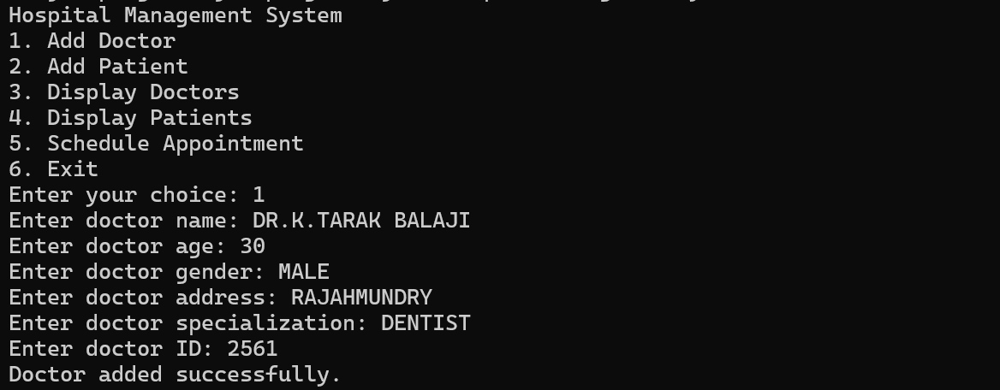 Hospital Management System
1. Add Doctor
2. Add Patient
3. Display Doctors
4. Display Patients
5. Schedule Appointment
6. Exit
Enter your choice: 1
Enter doctor name: DR.K.TARAK BALAJI
Enter doctor age: 30
Enter doctor gender: MALE
Enter doctor address: RAJAHMUNDRY
Enter doctor specialization: DENTIST
Enter doctor ID: 2561
Doctor added successfully.